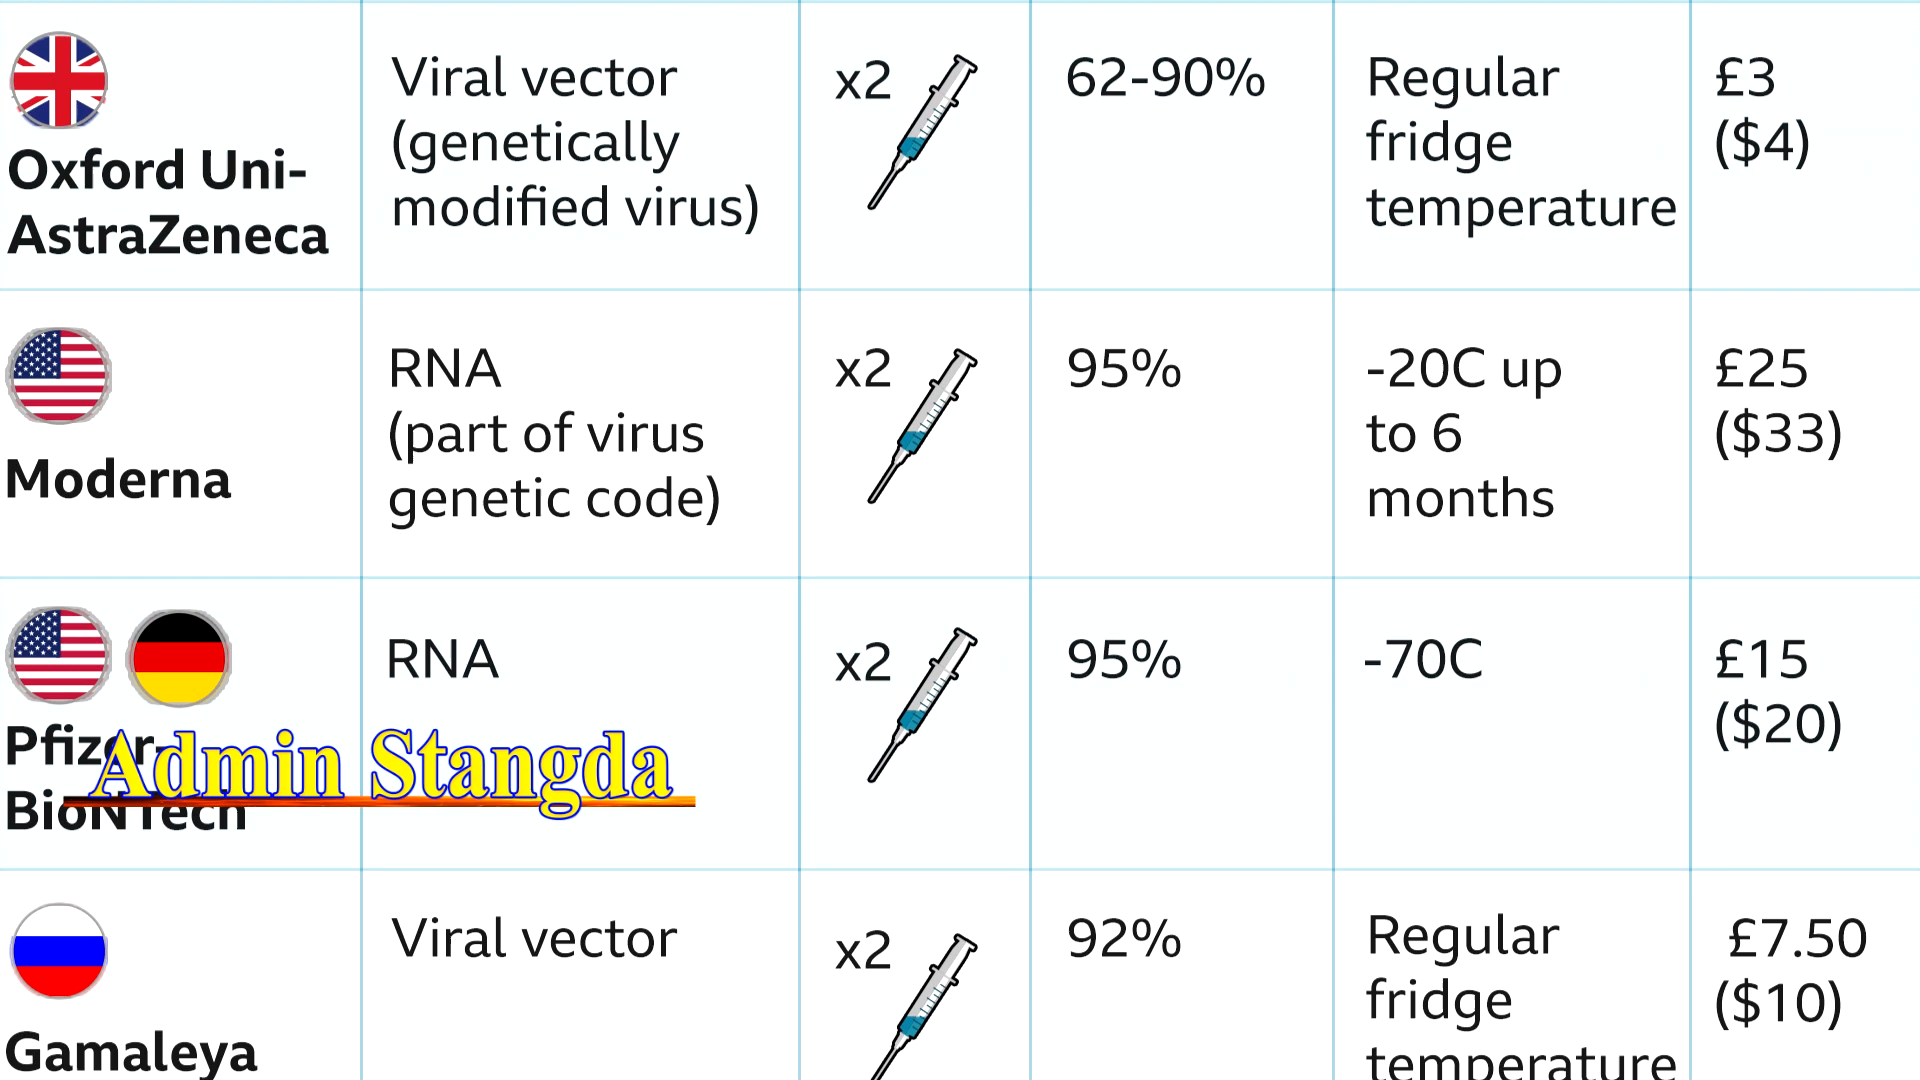 Oxford Uni-
AstraZeneca
Viral vector
(genetically
modified virus)
x2
62-90%
Regular
fridge
temperature
£3
($4)
Moderna
RNA
(part of virus
genetic code)
x2
95%
-20C up
to 6
months
£25
($33)
Pfizer-
BioNTech
RNA
x2
95%
-70C
£15
($20)
Admin Stangda
Gamaleya
Viral vector
x2
92%
Regular
fridge
temperature
£7.50
($10)